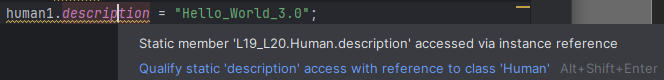 human1.description = "Hello_World_3.0";
Static member 'L19_L20.Human.description' accessed via instance reference
Qualify static 'description' access with reference to class 'Human' Alt+Shift+Enter